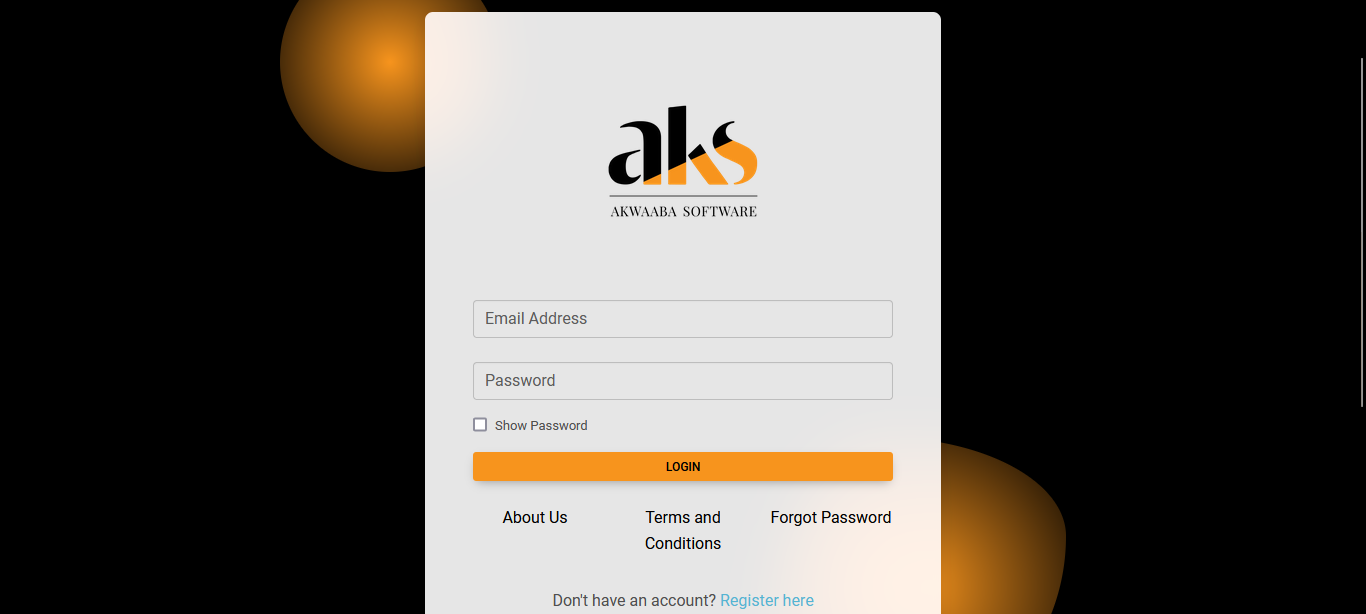 aks
AKWAABA SOFTWARE
Email Address
Password
Show Password
LOGIN
About Us
Terms and
Conditions
Forgot Password
Don't have an account? Register here